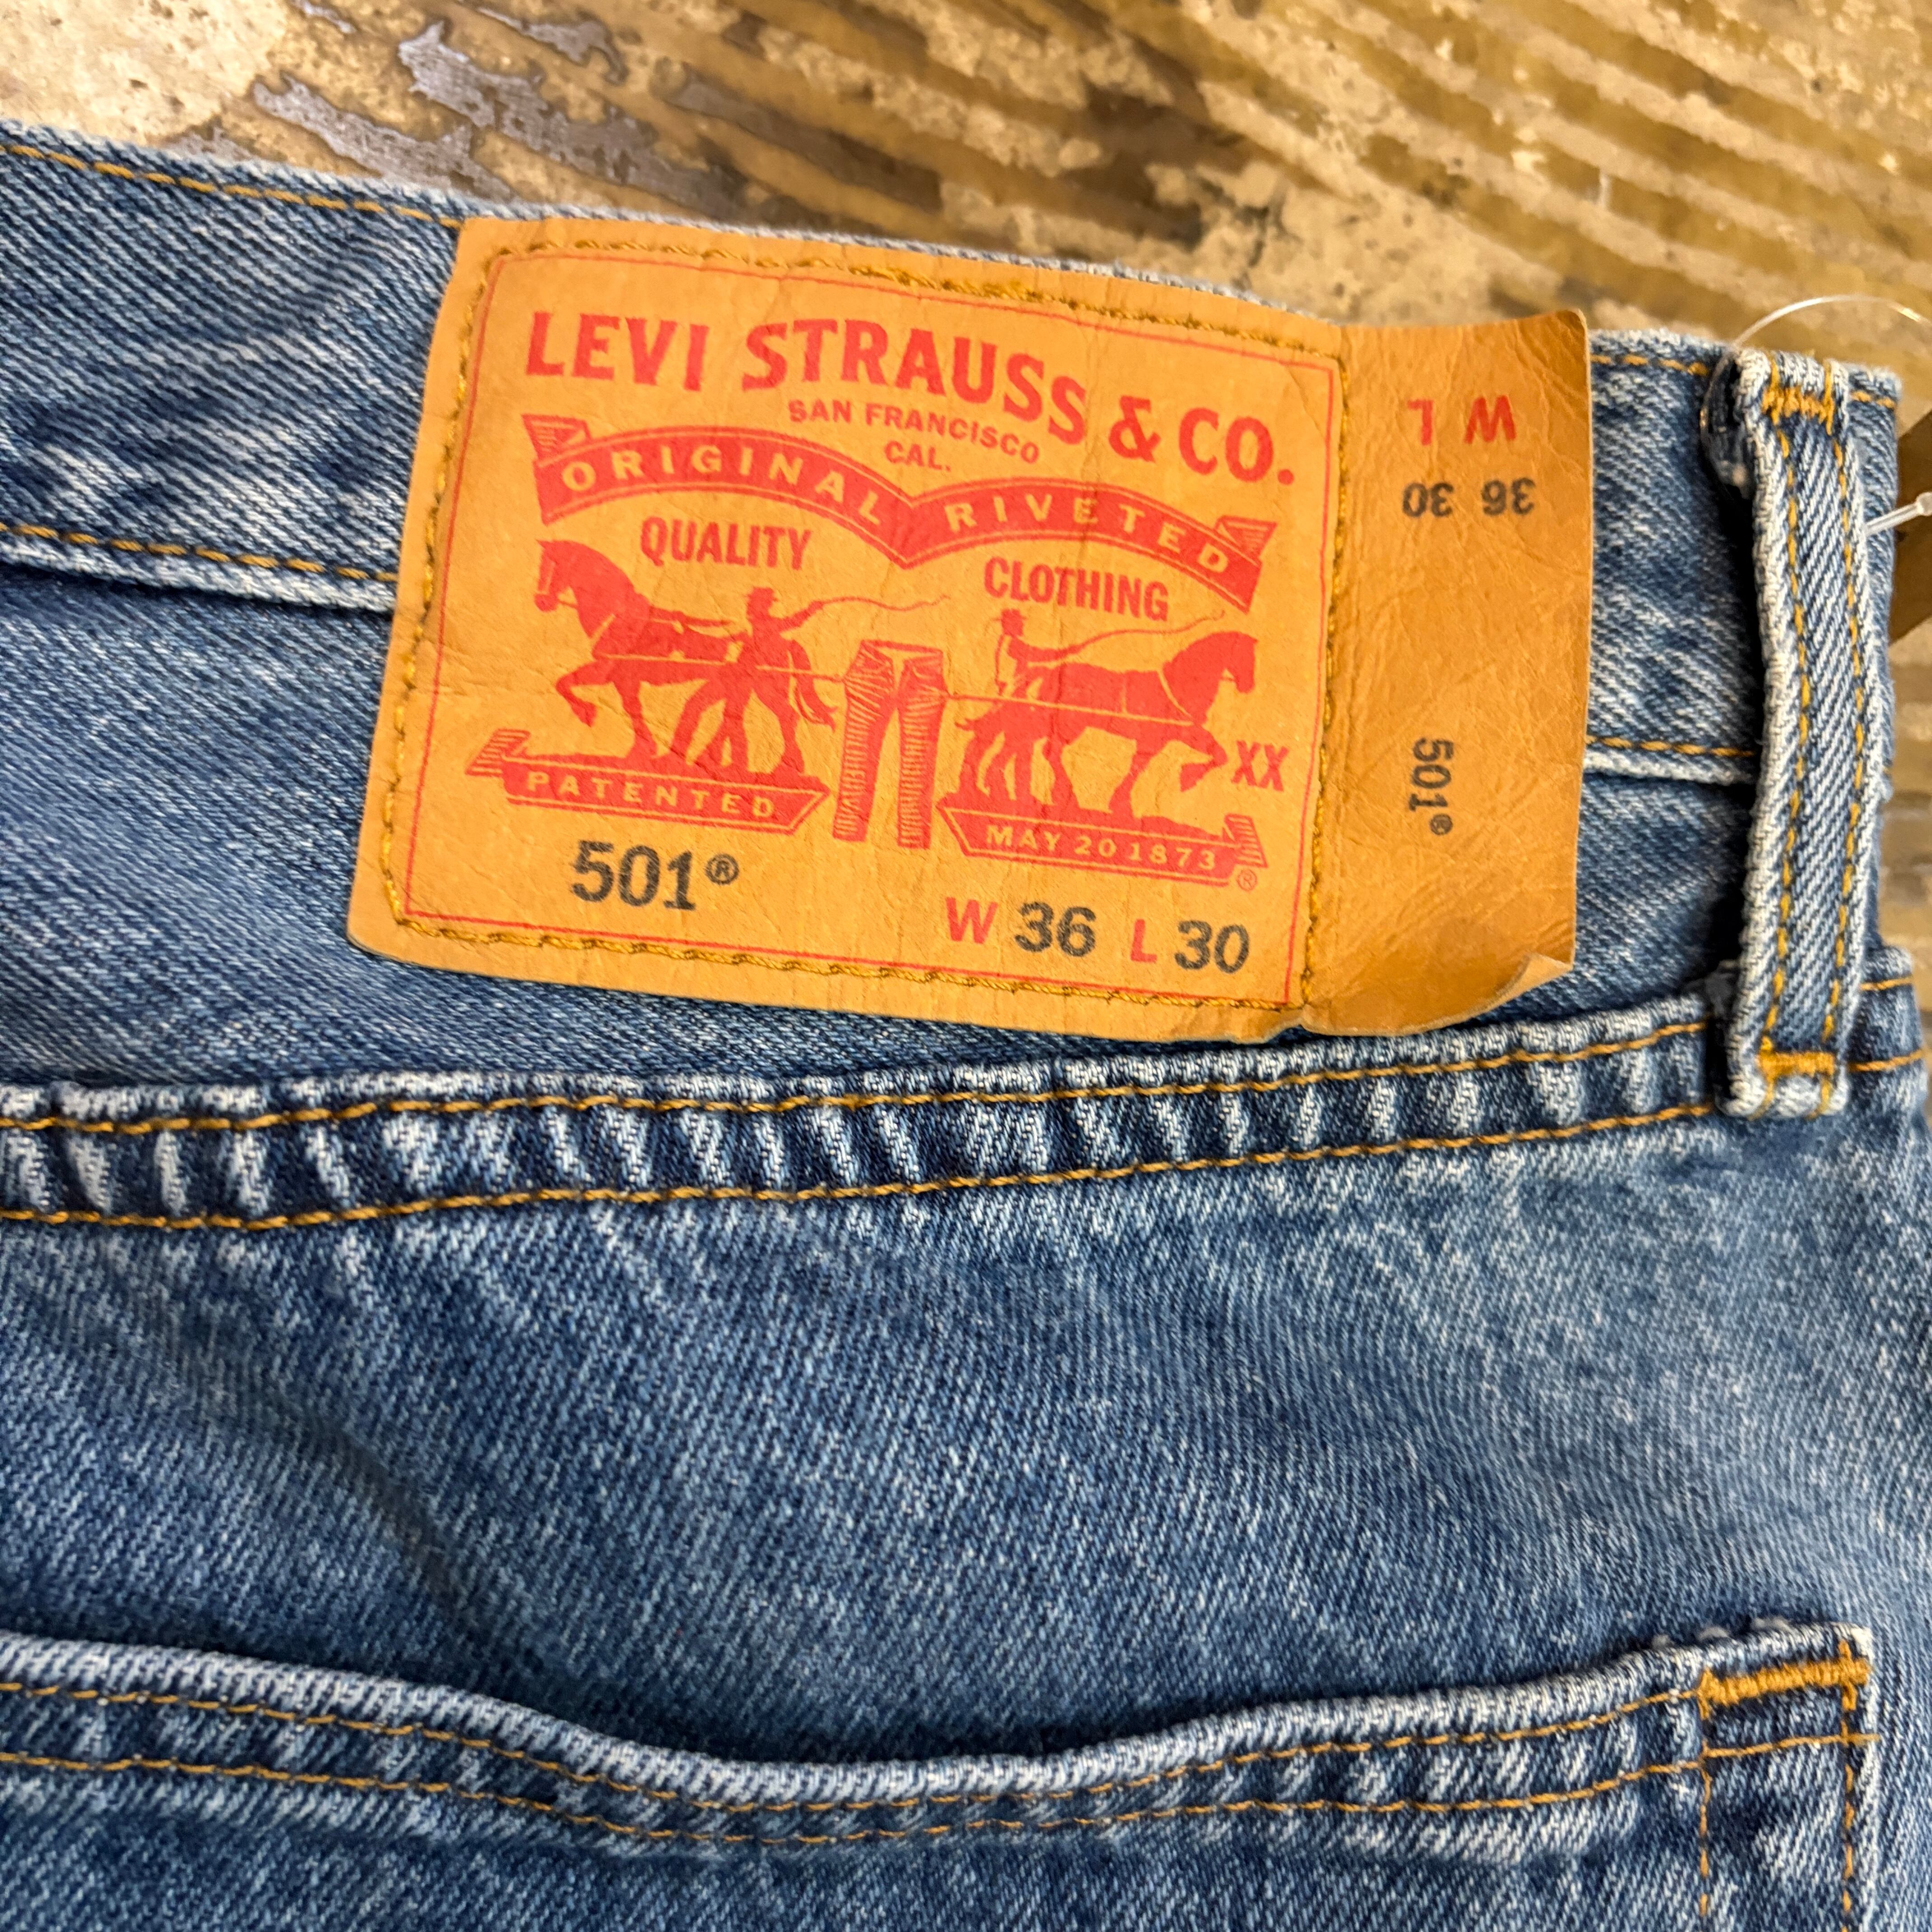 LEVI STRAUSS & CO.
SAN FRANCISCO
CAL.
ORIGINAL RIVETED
QUALITY CLOTHING
XX
PATENTED MAY 20 1873 ®
501® W 36 L 30
W L
36 30
501®